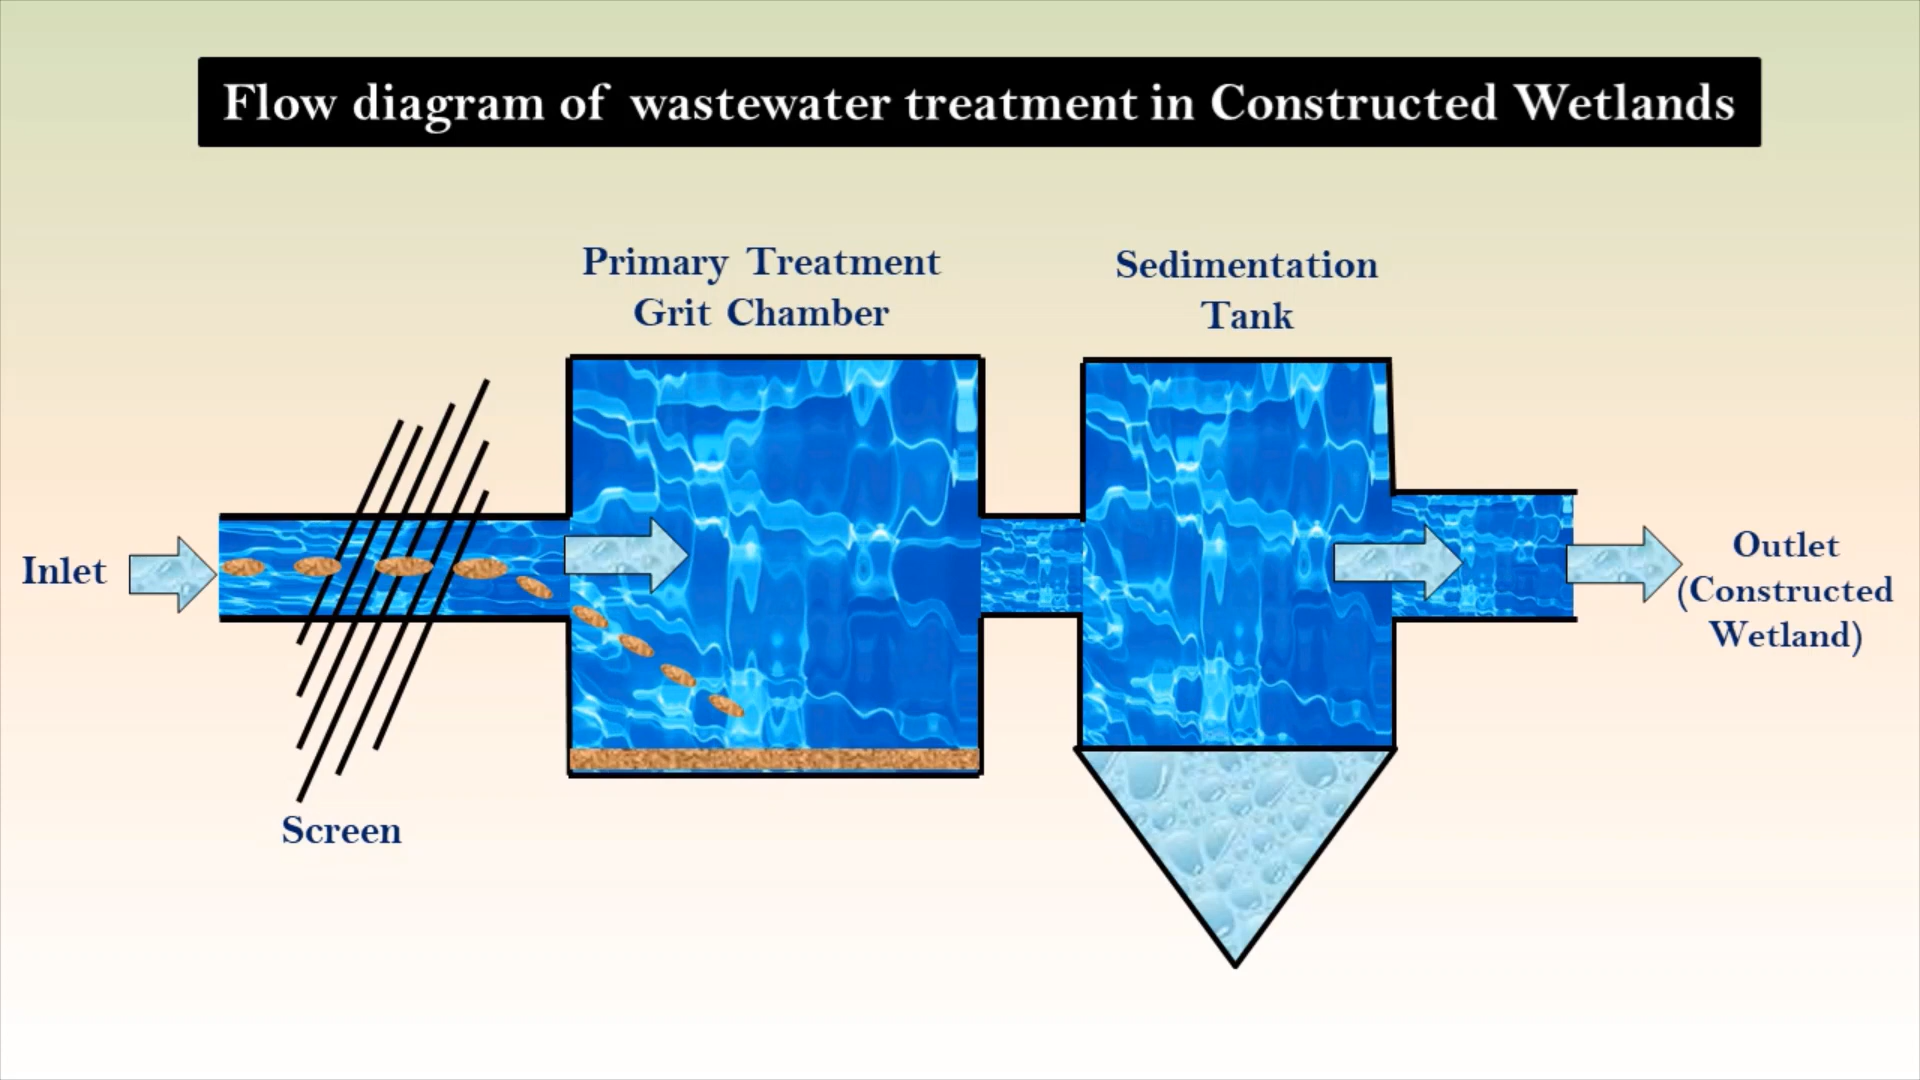 Flow diagram of wastewater treatment in Constructed Wetlands
Primary Treatment
Grit Chamber
Sedimentation
Tank
Inlet
Outlet
(Constructed
Wetland)
Screen